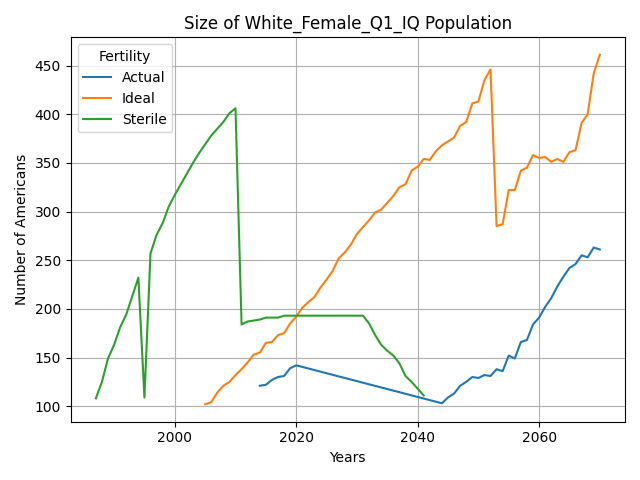 Size of White_Female_Q1_IQ Population
Fertility
Actual
Ideal
Sterile
Number of Americans
450
400
350
300
250
200
150
100
2000
2020
2040
2060
Years